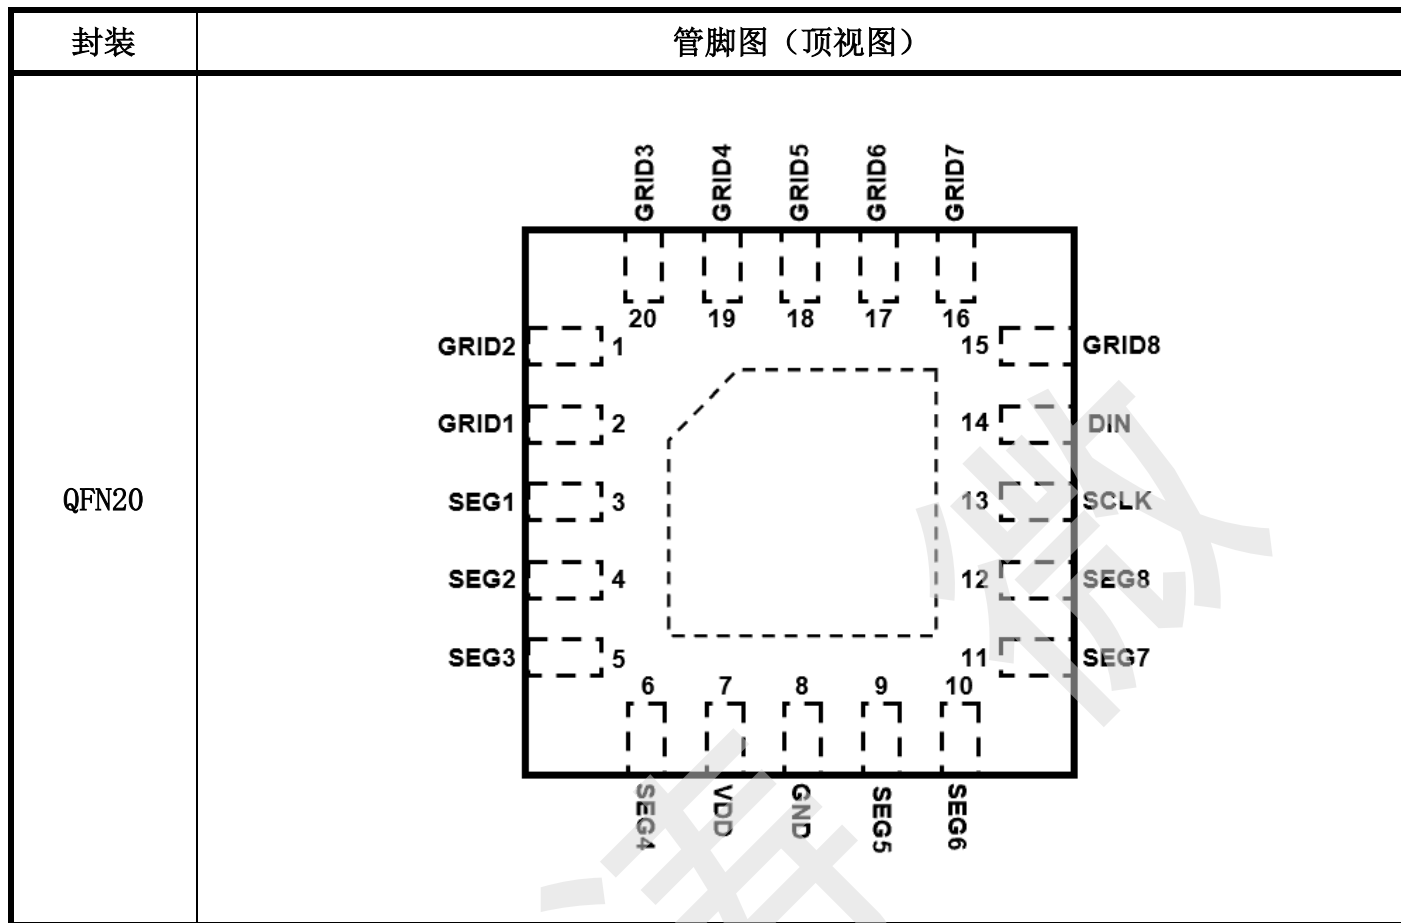 封装
管脚图（顶视图）
QFN20
GRID3 GRID4 GRID5 GRID6 GRID7
20 19 18 17 16
GRID2 1 15 GRID8
GRID1 2 14 DIN
SEG1 3 13 SCLK
SEG2 4 12 SEG8
SEG3 5 11 SEG7
6 7 8 9 10
SEG4 VDD GND SEG5 SEG6
微